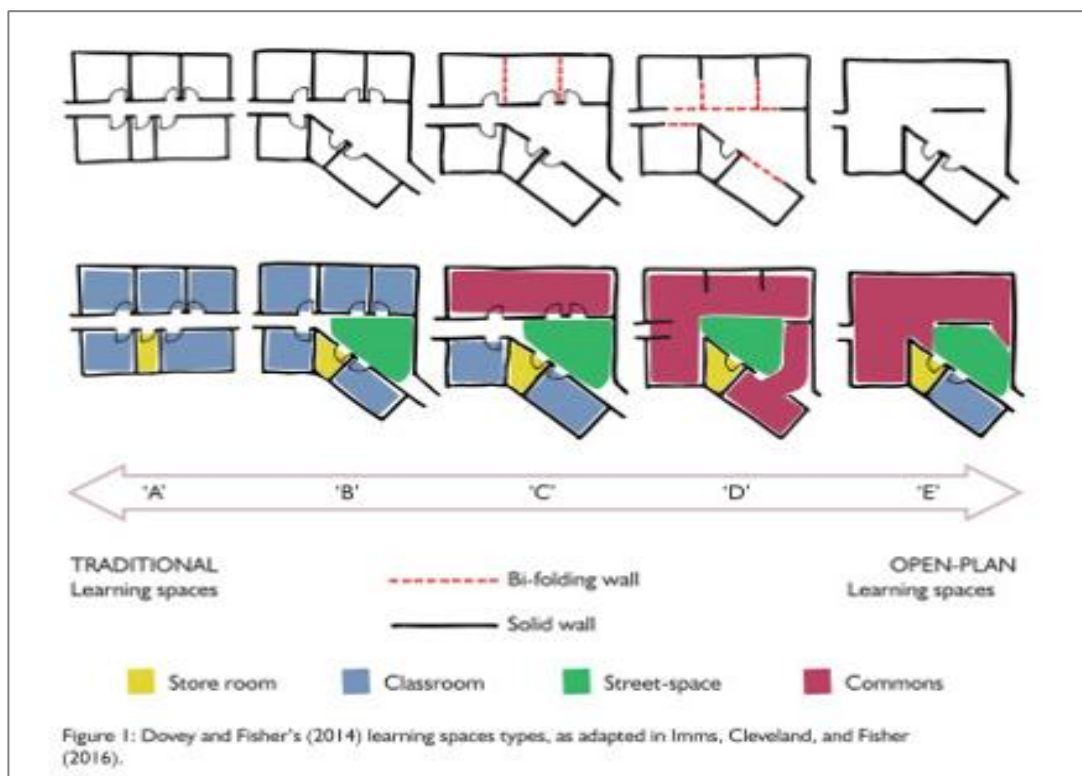 'A' 'B' 'C' 'D' 'E'
TRADITIONAL
Learning spaces
OPEN-PLAN
Learning spaces
Bi-folding wall
Solid wall
Store room
Classroom
Street-space
Commons
Figure 1: Dovey and Fisher's (2014) learning spaces types, as adapted in Imms, Cleveland, and Fisher
(2016).